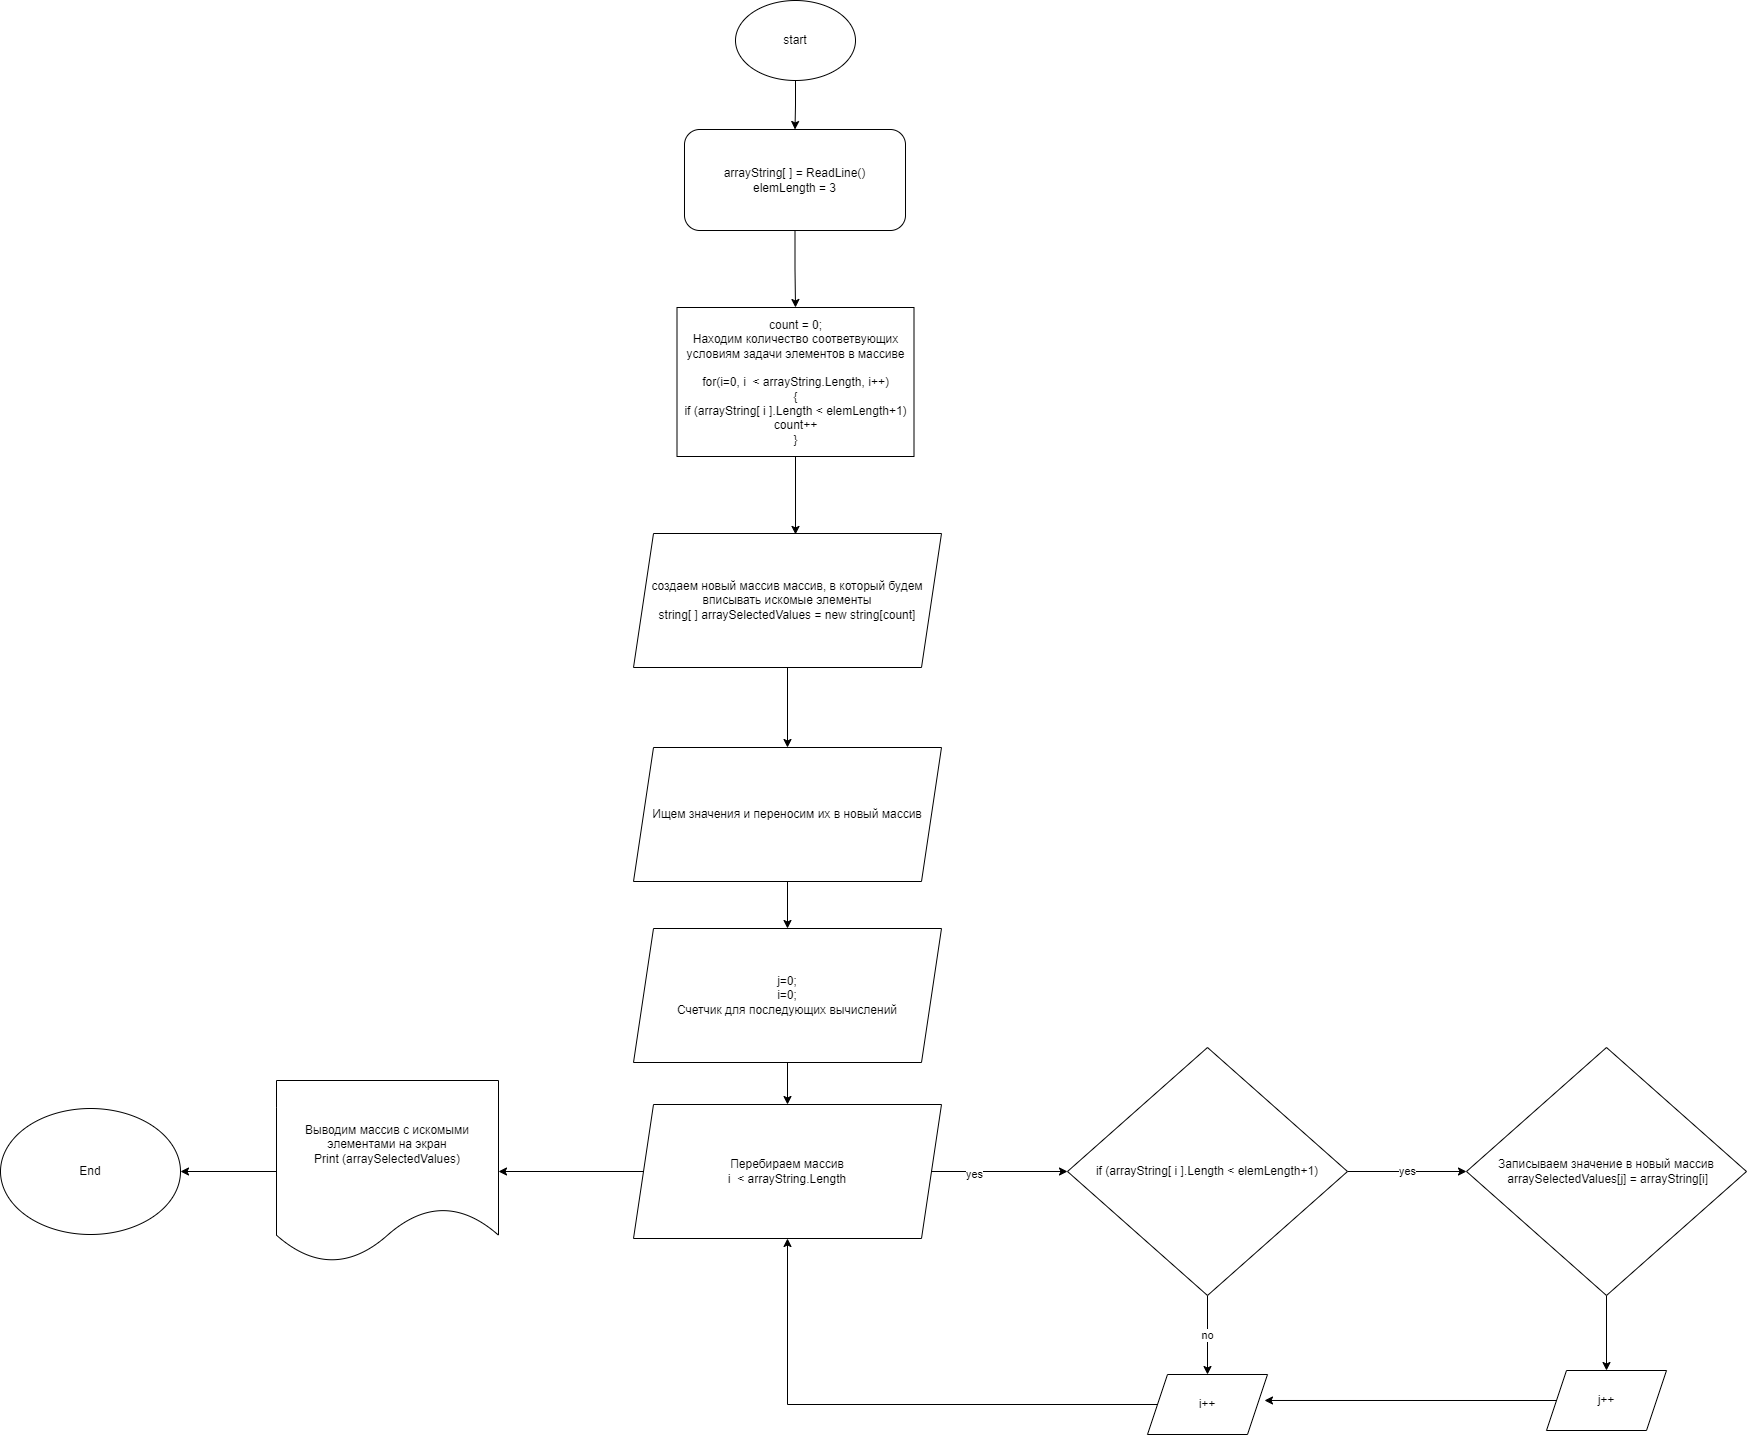 start
arrayString[ ] = ReadLine()
elemLength = 3
count = 0;
Находим количество соответвующих
условиям задачи элементов в массиве
for(i=0, i  < arrayString.Length, i++)
{
if (arrayString[ i ].Length < elemLength+1)
count++
}
создаем новый массив массив, в который будем
вписывать искомые элементы
string[ ] arraySelectedValues = new string[count]
Ищем значения и переносим их в новый массив
j=0;
i=0;
Счетчик для последующих вычислений
Перебираем массив
i  < arrayString.Length
yes
if (arrayString[ i ].Length < elemLength+1)
yes
Записываем значение в новый массив
arraySelectedValues[j] = arrayString[i]
no
i++
j++
Выводим массив с искомыми
элементами на экран
Print (arraySelectedValues)
End